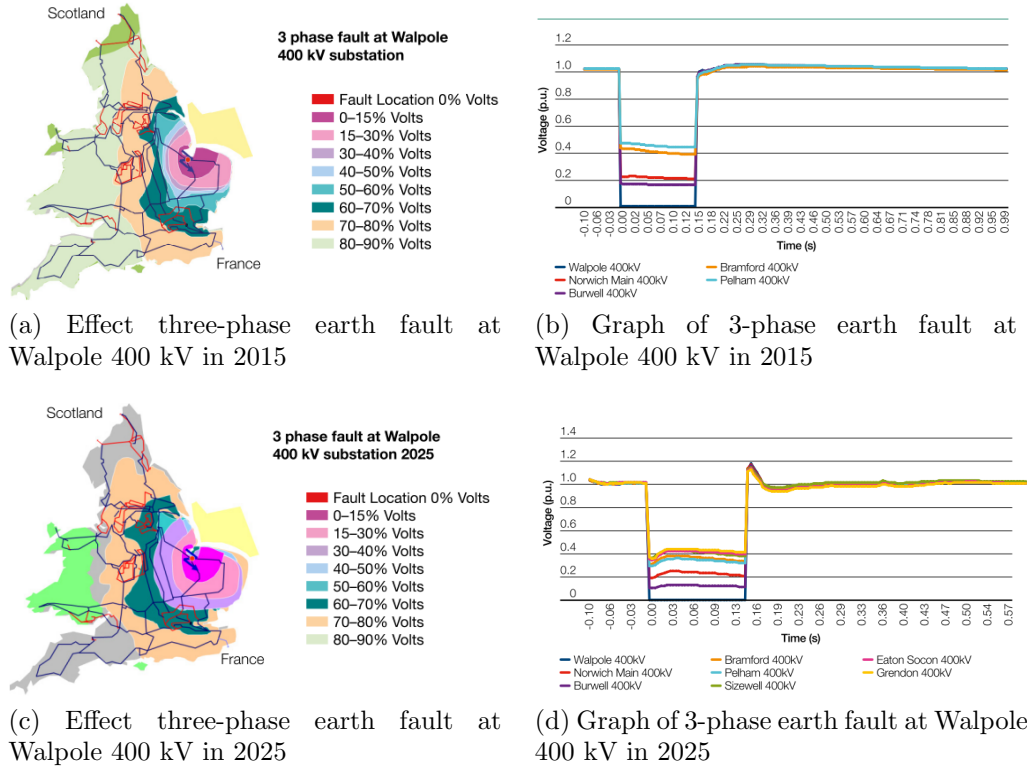 Scotland
3 phase fault at Walpole
400 kV substation
Fault Location 0% Volts
0–15% Volts
15–30% Volts
30–40% Volts
40–50% Volts
50–60% Volts
60–70% Volts
70–80% Volts
80–90% Volts
France
(a) Effect three-phase earth fault at
Walpole 400 kV in 2015
1.2
1.0
0.8
0.6
0.4
0.2
0
Voltage (p.u.)
-0.10 -0.06 -0.03 0.00 0.02 0.05 0.07 0.10 0.12 0.15 0.18 0.22 0.25 0.29 0.32 0.36 0.39 0.43 0.46 0.50 0.53 0.57 0.60 0.64 0.67 0.71 0.74 0.78 0.81 0.85 0.88 0.92 0.95 0.99
Time (s)
Walpole 400kV
Norwich Main 400kV
Burwell 400kV
Bramford 400kV
Pelham 400kV
(b) Graph of 3-phase earth fault at
Walpole 400 kV in 2015
Scotland
3 phase fault at Walpole
400 kV substation 2025
Fault Location 0% Volts
0–15% Volts
15–30% Volts
30–40% Volts
40–50% Volts
50–60% Volts
60–70% Volts
70–80% Volts
80–90% Volts
France
(c) Effect three-phase earth fault at
Walpole 400 kV in 2025
1.4
1.2
1.0
0.8
0.6
0.4
0.2
0
Voltage (p.u.)
-0.10 -0.06 -0.03 0.00 0.03 0.06 0.09 0.13 0.16 0.19 0.23 0.26 0.29 0.33 0.36 0.40 0.43 0.47 0.50 0.54 0.57
Time (s)
Walpole 400kV
Norwich Main 400kV
Burwell 400kV
Bramford 400kV
Pelham 400kV
Sizewell 400kV
Eaton Socon 400kV
Grendon 400kV
(d) Graph of 3-phase earth fault at Walpole
400 kV in 2025